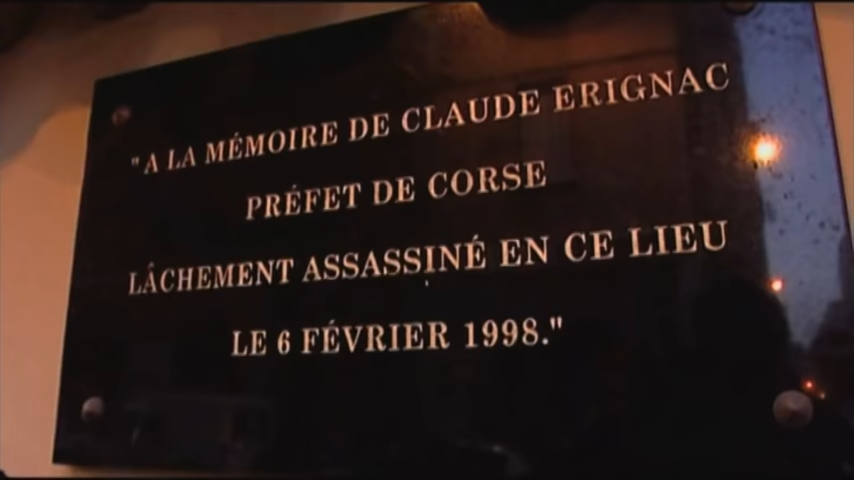 "A LA MÉMOIRE DE CLAUDE ERIGNAC
PRÉFET DE CORSE
LÂCHEMENT ASSASSINÉ EN CE LIEU
LE 6 FÉVRIER 1998."